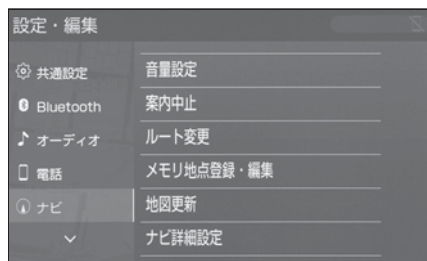 設定・編集
共通設定
Bluetooth
オーディオ
電話
ナビ
音量設定
案内中止
ルート変更
メモリ地点登録・編集
地図更新
ナビ詳細設定